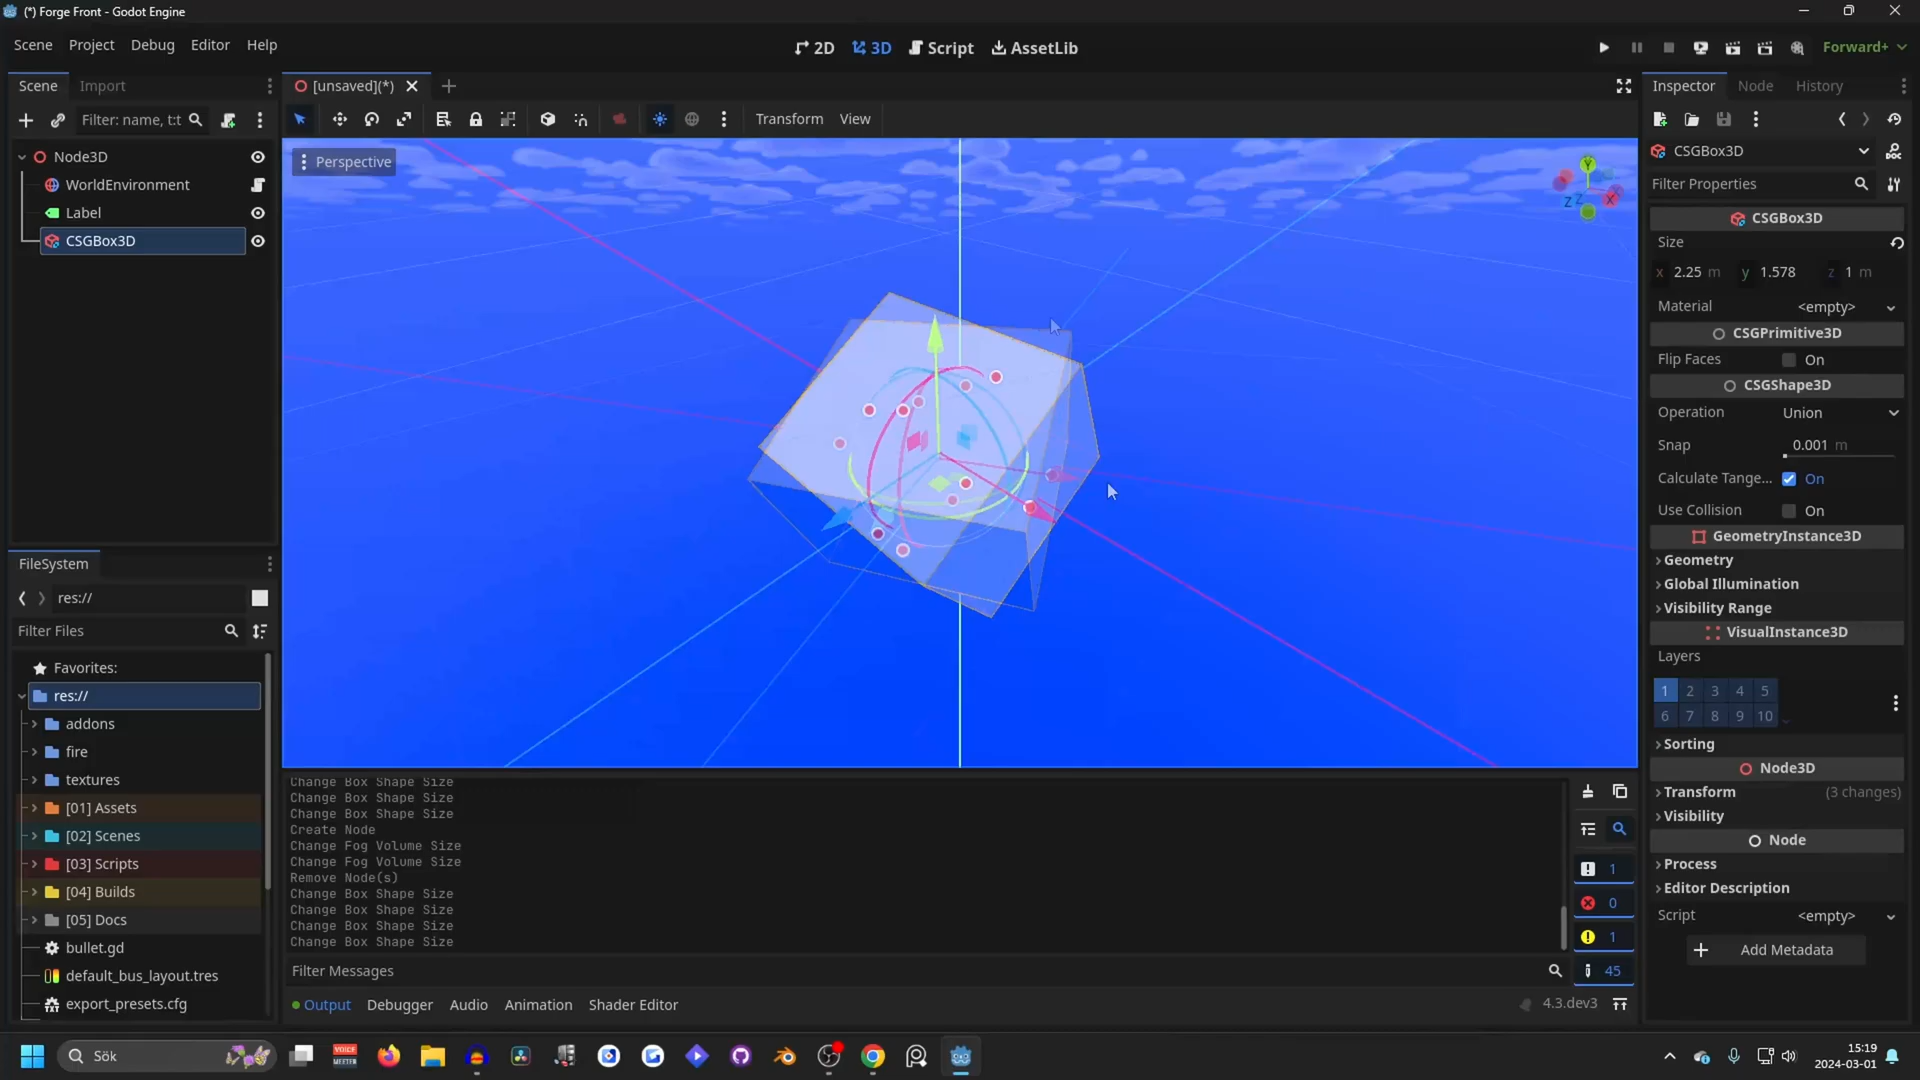 (*) Forge Front - Godot Engine
Scene Project Debug Editor Help
2D 3D Script AssetLib
Forward+
Scene Import
[unsaved](*)
Inspector Node History
Filter: name, t:t
Transform View
CSGBox3D
Filter Properties
Node3D
WorldEnvironment
Label
CSGBox3D
Perspective
Y
X
Z
Z
CSGBox3D
Size
x 2.25 m y 1.578 z 1 m
Material <empty>
CSGPrimitive3D
Flip Faces On
CSGShape3D
Operation Union
Snap 0.001 m
Calculate Tange... On
Use Collision On
GeometryInstance3D
Geometry
Global Illumination
Visibility Range
VisualInstance3D
Layers
1 2 3 4 5
6 7 8 9 10
Sorting
Node3D
Transform (3 changes)
Visibility
Node
Process
Editor Description
Script <empty>
Add Metadata
FileSystem
res://
Filter Files
Favorites:
res://
addons
fire
textures
[01] Assets
[02] Scenes
[03] Scripts
[04] Builds
[05] Docs
bullet.gd
default_bus_layout.tres
export_presets.cfg
Change Box Shape Size
Change Box Shape Size
Change Box Shape Size
Create Node
Change Fog Volume Size
Change Fog Volume Size
Remove Node(s)
Change Box Shape Size
Change Box Shape Size
Change Box Shape Size
Change Box Shape Size
1
0
1
45
Filter Messages
Output Debugger Audio Animation Shader Editor
4.3.dev3
Sök
VOICE
MEETER
15:19
2024-03-01